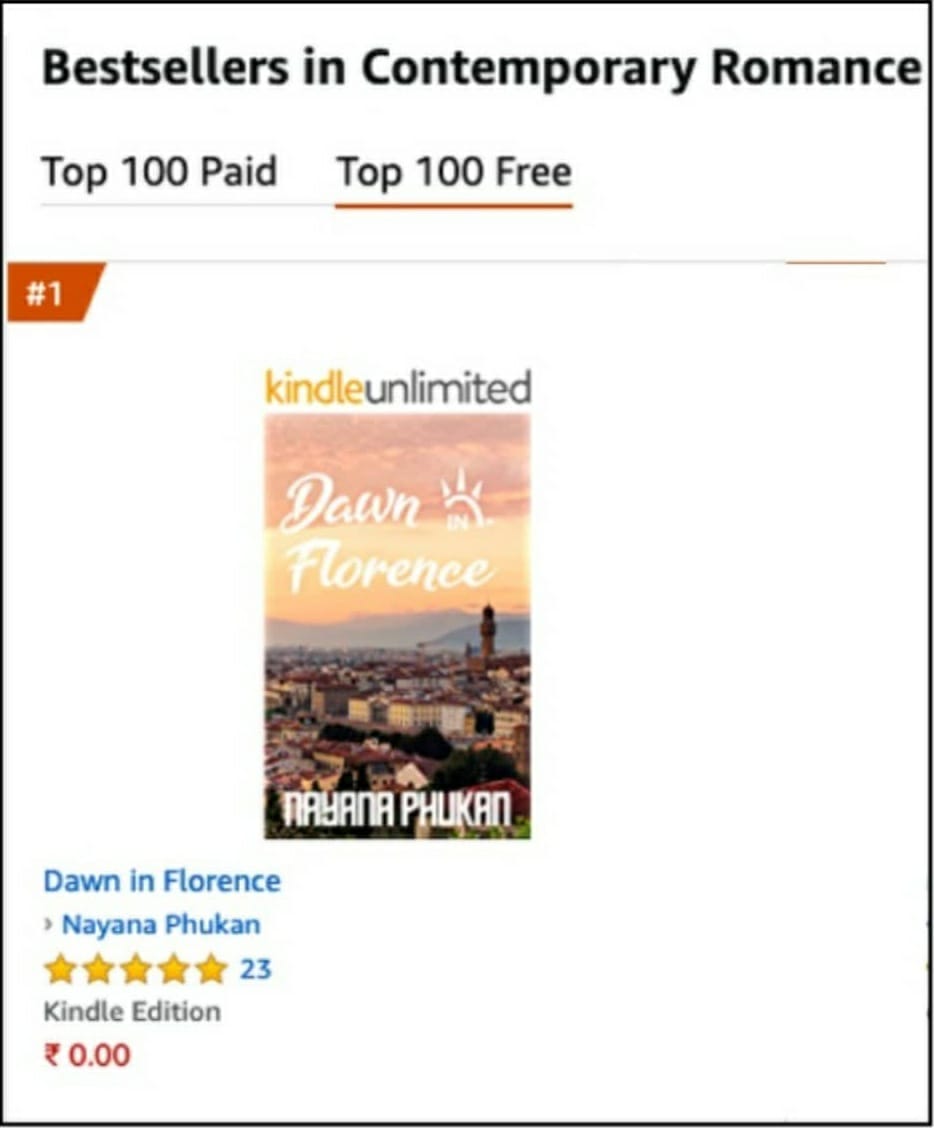 Bestsellers in Contemporary Romance
Top 100 Paid Top 100 Free
#1
kindleunlimited
Dawn IN
Florence
NAYANA PHUKAN
Dawn in Florence
› Nayana Phukan
23
Kindle Edition
₹ 0.00